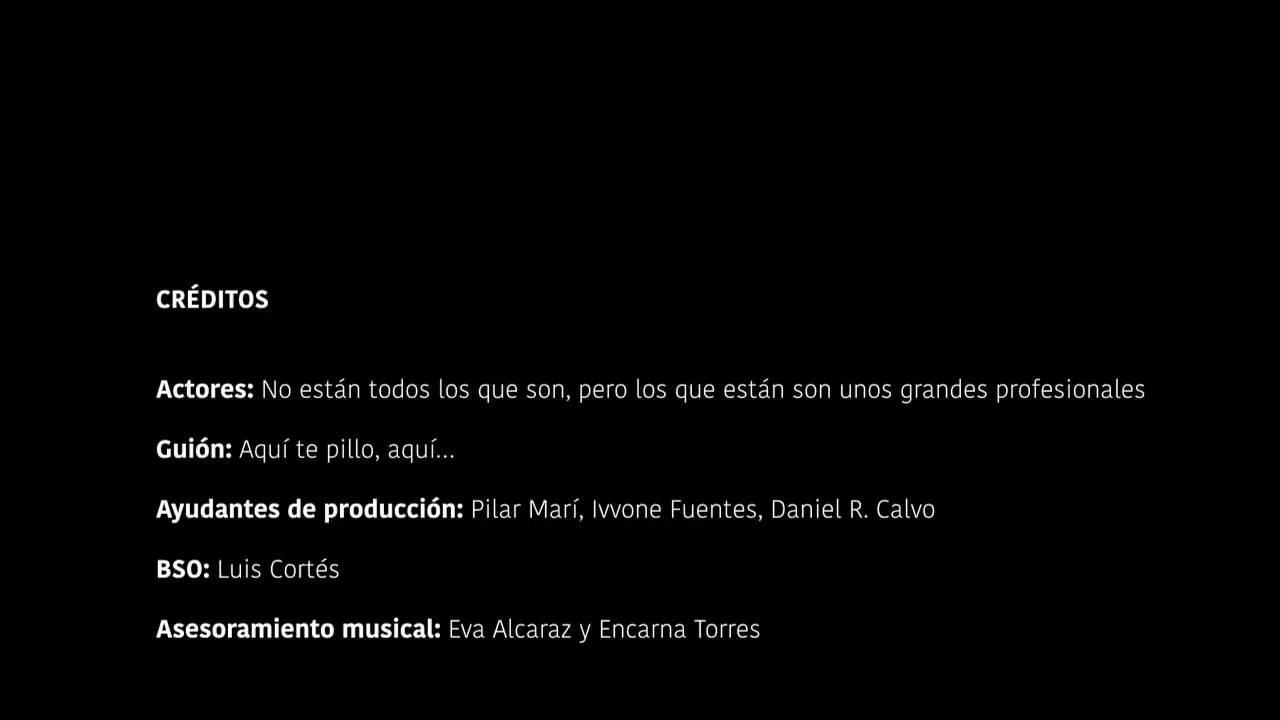 CRÉDITOS
Actores: No están todos los que son, pero los que están son unos grandes profesionales
Guión: Aquí te pillo, aquí...
Ayudantes de producción: Pilar Marí, Ivvone Fuentes, Daniel R. Calvo
BSO: Luis Cortés
Asesoramiento musical: Eva Alcaraz y Encarna Torres